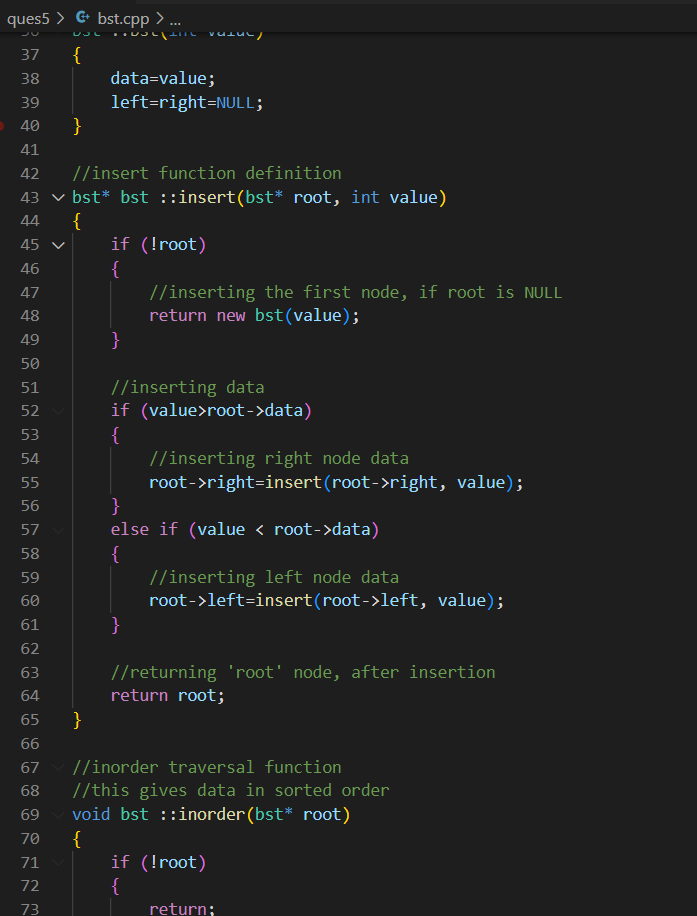 ques5 > bst.cpp > ...
36 bst ::bst(int value)
37 {
38 data=value;
39 left=right=NULL;
40 }
41
42 //insert function definition
43 bst* bst ::insert(bst* root, int value)
44 {
45 if (!root)
46 {
47 //inserting the first node, if root is NULL
48 return new bst(value);
49 }
50
51 //inserting data
52 if (value>root->data)
53 {
54 //inserting right node data
55 root->right=insert(root->right, value);
56 }
57 else if (value < root->data)
58 {
59 //inserting left node data
60 root->left=insert(root->left, value);
61 }
62
63 //returning 'root' node, after insertion
64 return root;
65 }
66
67 //inorder traversal function
68 //this gives data in sorted order
69 void bst ::inorder(bst* root)
70 {
71 if (!root)
72 {
73 return;